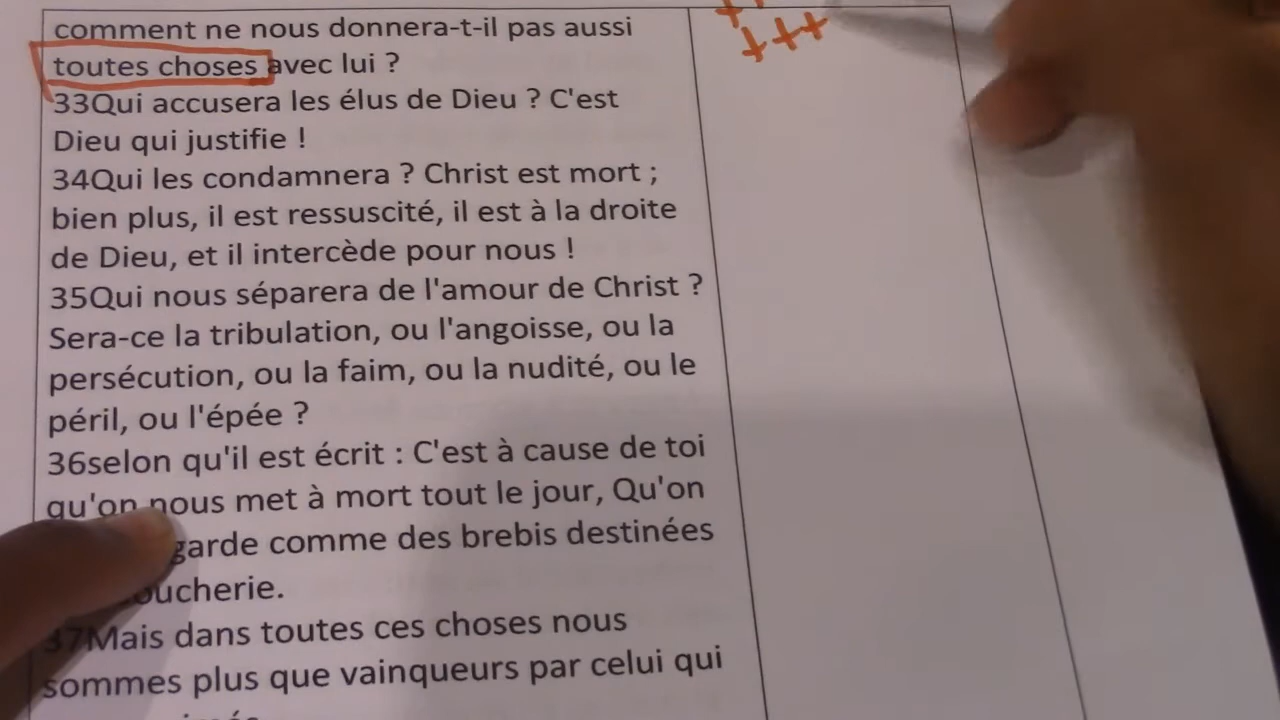 comment ne nous donnera-t-il pas aussi
toutes choses avec lui ?
33Qui accusera les élus de Dieu ? C'est
Dieu qui justifie !
34Qui les condamnera ? Christ est mort ;
bien plus, il est ressuscité, il est à la droite
de Dieu, et il intercède pour nous !
35Qui nous séparera de l'amour de Christ ?
Sera-ce la tribulation, ou l'angoisse, ou la
persécution, ou la faim, ou la nudité, ou le
péril, ou l'épée ?
36selon qu'il est écrit : C'est à cause de toi
qu'on nous met à mort tout le jour, Qu'on
garde comme des brebis destinées
oucherie.
37Mais dans toutes ces choses nous
sommes plus que vainqueurs par celui qui
+++